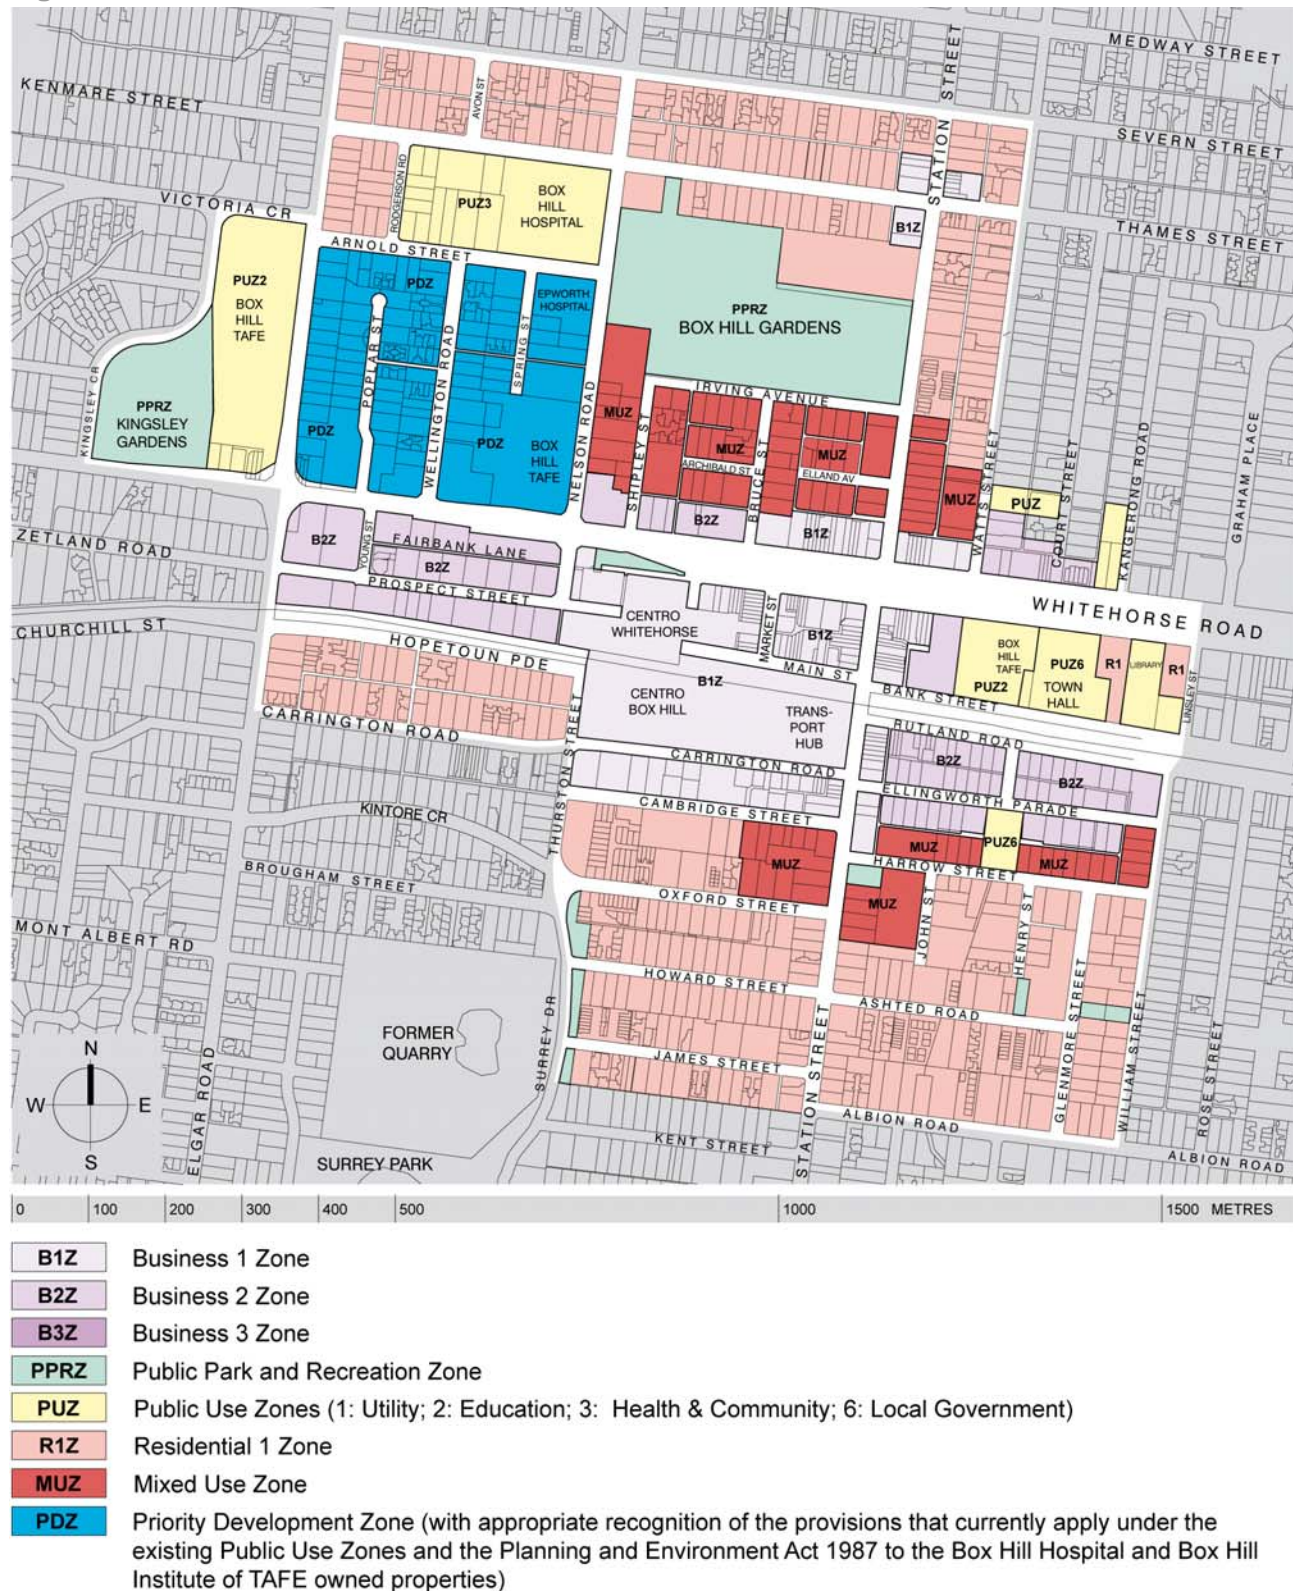 MEDWAY STREET
KENMARE STREET
AVON ST
STATION STREET
SEVERN STREET
RODGERSON RD
PUZ3
BOX HILL HOSPITAL
VICTORIA CR
B1Z
THAMES STREET
ARNOLD STREET
PUZ2
BOX HILL TAFE
PDZ
EPWORTH HOSPITAL
PPRZ
BOX HILL GARDENS
POPLAR ST
WELLINGTON ROAD
SPRING ST
NELSON ROAD
IRVING AVENUE
KINGSLEY CR
PPRZ
KINGSLEY GARDENS
PDZ
PDZ
BOX HILL TAFE
MUZ
SHIPLEY ST
MUZ
ARCHIBALD ST
BRUCE ST
MUZ
ELLAND AV
MUZ
WATTS STREET
PUZ
COURT STREET
KANGERONG ROAD
GRAHAM PLACE
B2Z
B1Z
ZETLAND ROAD
B2Z
YOUNG ST
FAIRBANK LANE
B2Z
PROSPECT STREET
WHITEHORSE ROAD
CHURCHILL ST
CENTRO WHITEHORSE
MARKET ST
B1Z
MAIN ST
HOPETOUN PDE
B1Z
CENTRO BOX HILL
TRANS-
PORT
HUB
BOX HILL TAFE
PUZ2
PUZ6
TOWN HALL
R1
LIBRARY
R1
LINSLEY ST
BANK STREET
RUTLAND ROAD
CARRINGTON ROAD
THURSTON STREET
CARRINGTON ROAD
B2Z
B2Z
ELLINGWORTH PARADE
KINTORE CR
CAMBRIDGE STREET
MUZ
MUZ
PUZ6
MUZ
HARROW STREET
BROUGHAM STREET
OXFORD STREET
MUZ
JOHN ST
HENRY ST
MONT ALBERT RD
HOWARD STREET
ASHTED ROAD
FORMER QUARRY
SURREY DR
JAMES STREET
STATION STREET
GLENMORE STREET
WILLIAM STREET
ROSE STREET
N
W E
S
ELGAR ROAD
ALBION ROAD
KENT STREET
SURREY PARK
ALBION ROAD
0 100 200 300 400 500 1000 1500 METRES
B1Z Business 1 Zone
B2Z Business 2 Zone
B3Z Business 3 Zone
PPRZ Public Park and Recreation Zone
PUZ Public Use Zones (1: Utility; 2: Education; 3: Health & Community; 6: Local Government)
R1Z Residential 1 Zone
MUZ Mixed Use Zone
PDZ Priority Development Zone (with appropriate recognition of the provisions that currently apply under the
existing Public Use Zones and the Planning and Environment Act 1987 to the Box Hill Hospital and Box Hill
Institute of TAFE owned properties)